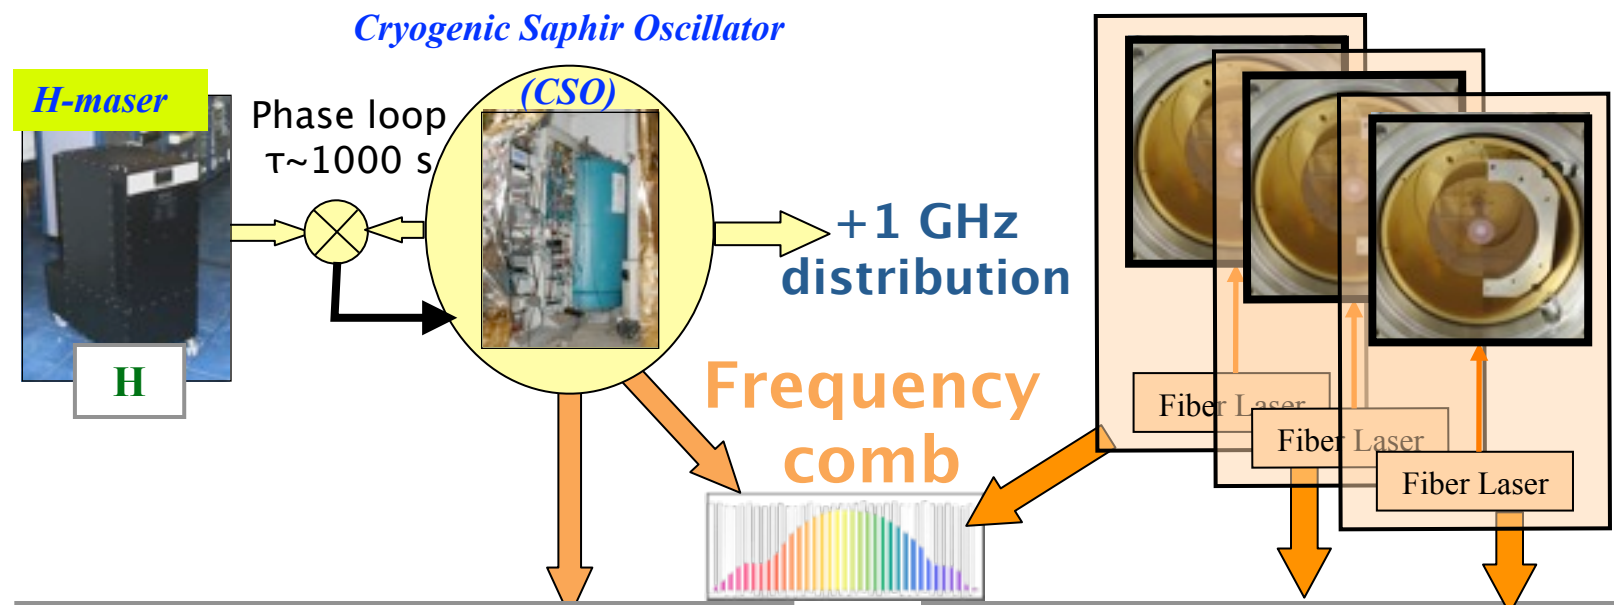 Cryogenic Saphir Oscillator
(CSO)
H-maser
Phase loop
τ~1000 s
H
+1 GHz
distribution
Frequency
comb
Fiber Laser
Fiber Laser
Fiber Laser